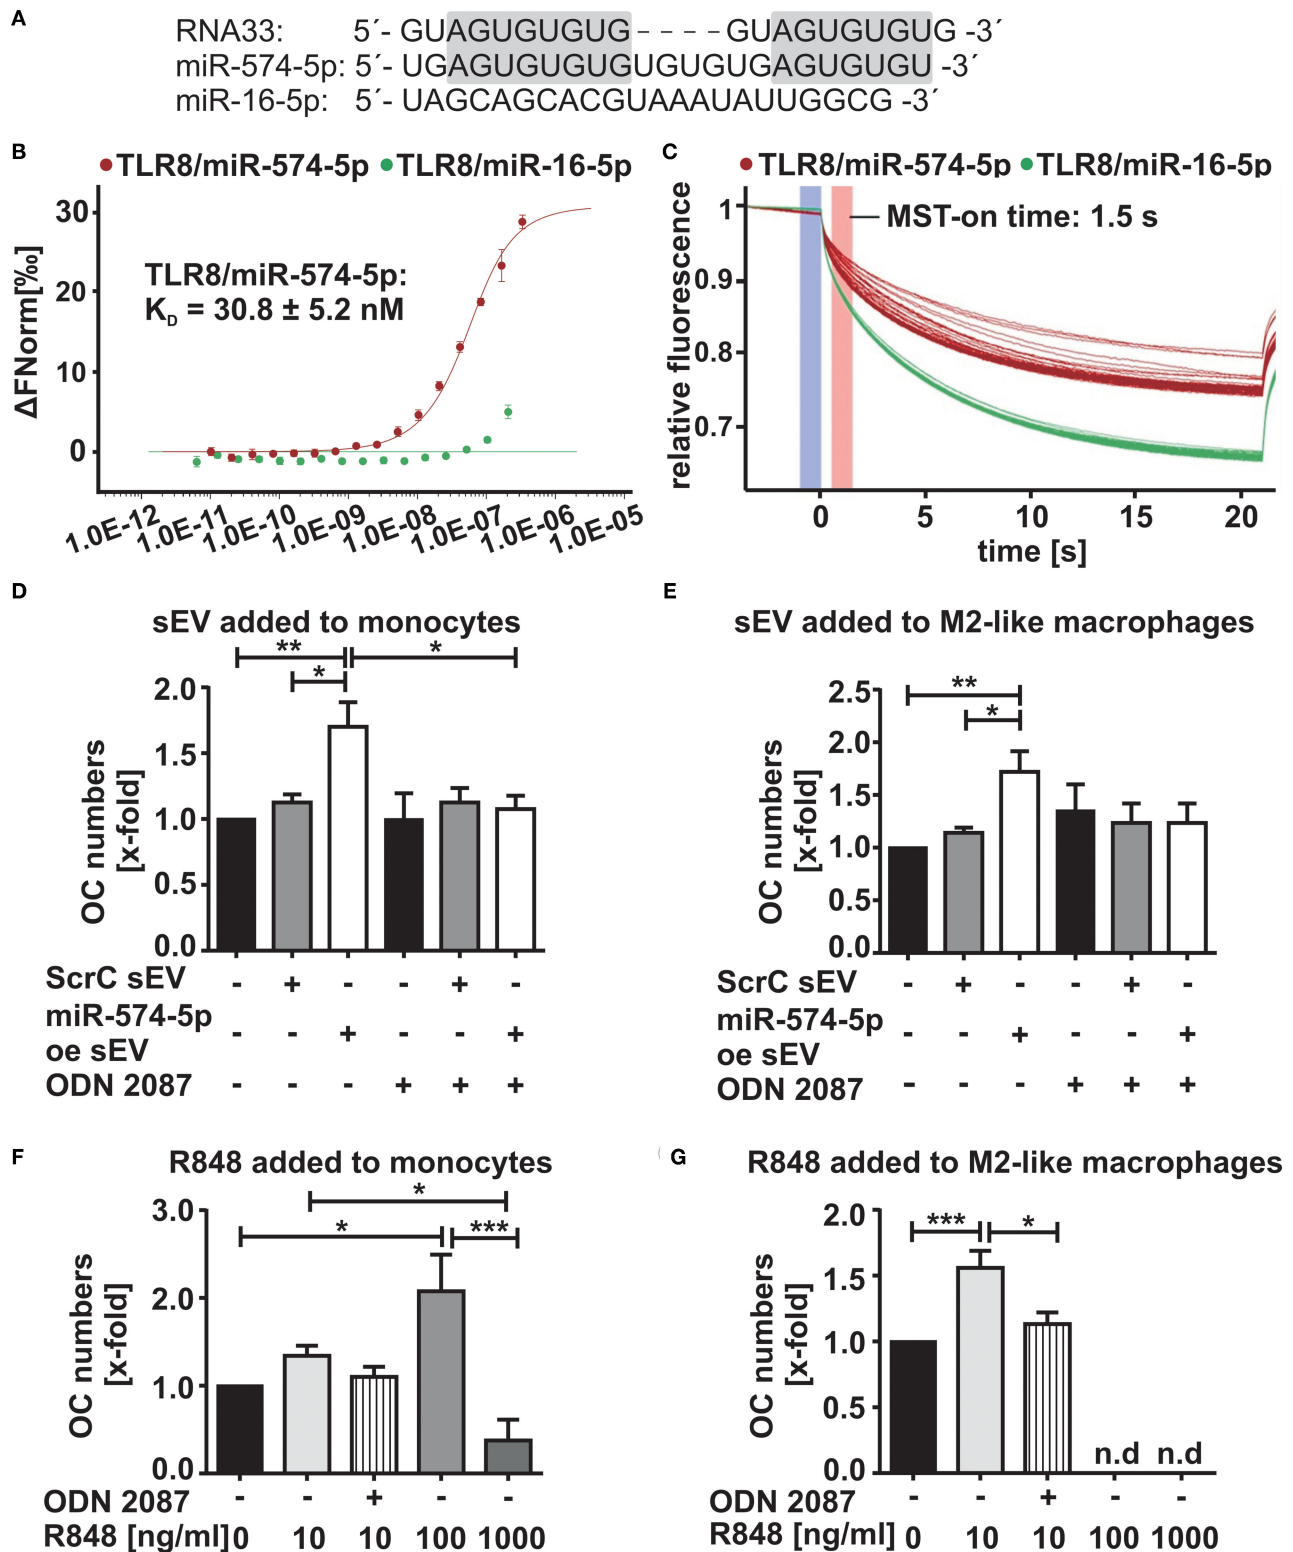 A
RNA33: 5´- GUAGUGUGUG - - - - GUAGUGUGUG -3´
miR-574-5p: 5´- UGAGUGUGUGUGUGUGAGUGUGU -3´
miR-16-5p: 5´- UAGCAGCACGUAAAUAUUGGCG -3´
B
TLR8/miR-574-5p TLR8/miR-16-5p
ΔFNorm[‰]
30
20
10
0
TLR8/miR-574-5p:
KD = 30.8 ± 5.2 nM
1.0E-12 1.0E-11 1.0E-10 1.0E-09 1.0E-08 1.0E-07 1.0E-06 1.0E-05
C
TLR8/miR-574-5p TLR8/miR-16-5p
relative fluorescence
1
0.9
0.8
0.7
MST-on time: 1.5 s
0 5 10 15 20
time [s]
D
sEV added to monocytes
** *
*
OC numbers
[x-fold]
2.0
1.5
1.0
0.5
0.0
ScrC sEV - + - - + -
miR-574-5p
oe sEV - - + - - +
ODN 2087 - - - + + +
E
sEV added to M2-like macrophages
**
*
OC numbers
[x-fold]
2.5
2.0
1.5
1.0
0.5
0.0
ScrC sEV - + - - + -
miR-574-5p
oe sEV - - + - - +
ODN 2087 - - - + + +
F
R848 added to monocytes
*
* ***
OC numbers
[x-fold]
3.0
2.0
1.0
0.0
ODN 2087 - - + - -
R848 [ng/ml] 0 10 10 100 1000
G
R848 added to M2-like macrophages
*** *
OC numbers
[x-fold]
2.0
1.5
1.0
0.5
0.0
n.d n.d
ODN 2087 - - + - -
R848 [ng/ml] 0 10 10 100 1000